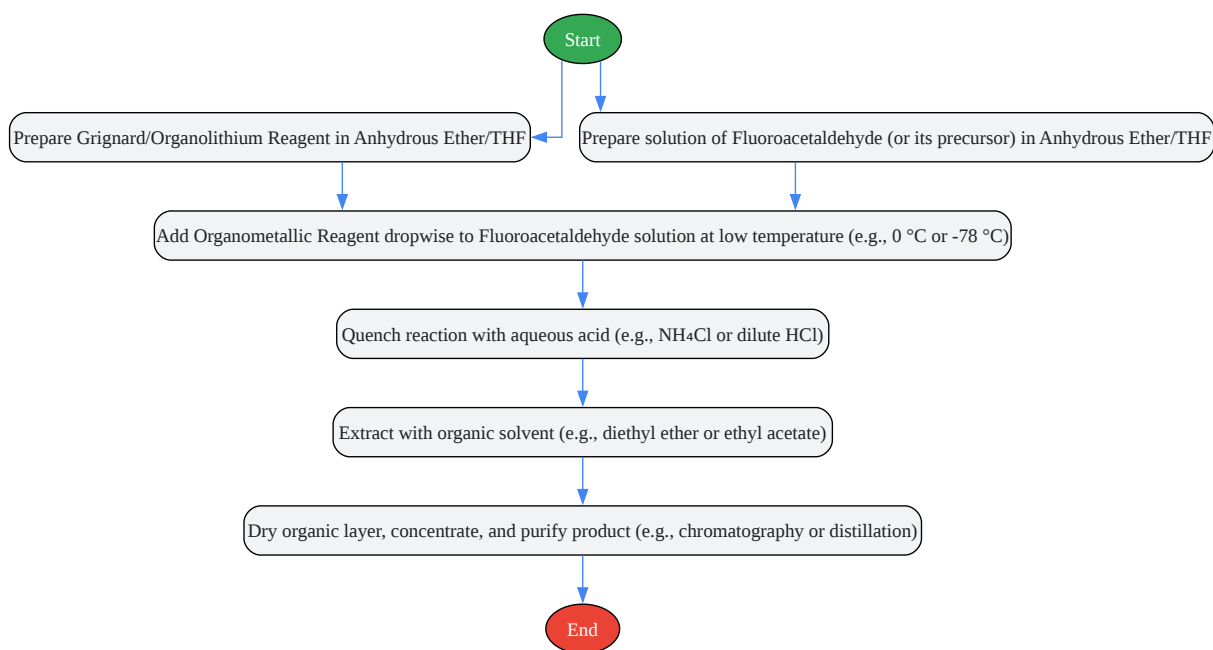 Start
Prepare Grignard/Organolithium Reagent in Anhydrous Ether/THF
Prepare solution of Fluoroacetaldehyde (or its precursor) in Anhydrous Ether/THF
Add Organometallic Reagent dropwise to Fluoroacetaldehyde solution at low temperature (e.g., 0 °C or -78 °C)
Quench reaction with aqueous acid (e.g., NH₄Cl or dilute HCl)
Extract with organic solvent (e.g., diethyl ether or ethyl acetate)
Dry organic layer, concentrate, and purify product (e.g., chromatography or distillation)
End